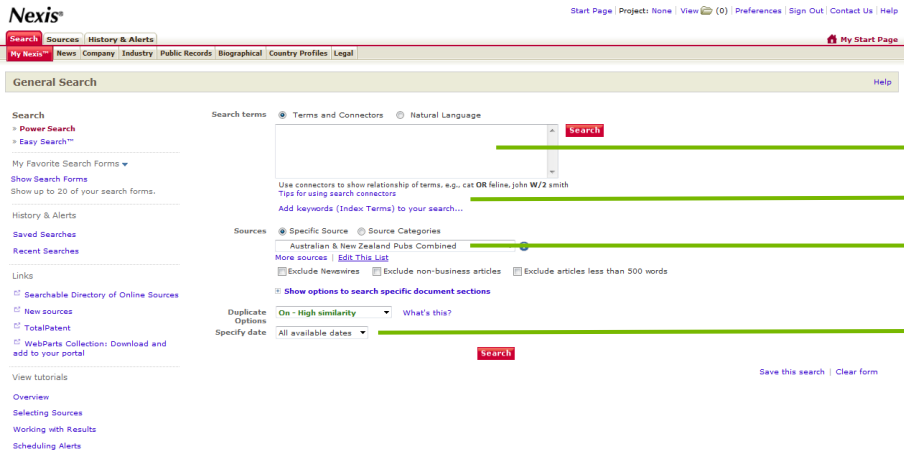 Nexis®
Start Page | Project: None | View (0) | Preferences | Sign Out | Contact Us | Help
Search Sources History & Alerts
My Start Page
My Nexis™ News Company Industry Public Records Biographical Country Profiles Legal
General Search
Help
Search
» Power Search
» Easy Search™
My Favorite Search Forms
Show Search Forms
Show up to 20 of your search forms.
History & Alerts
Saved Searches
Recent Searches
Links
Searchable Directory of Online Sources
New sources
TotalPatent
WebParts Collection: Download and
add to your portal
View tutorials
Overview
Selecting Sources
Working with Results
Scheduling Alerts
Search terms Terms and Connectors Natural Language
Search
Use connectors to show relationship of terms, e.g., cat OR feline, john W/2 smith
Tips for using search connectors
Add keywords (Index Terms) to your search...
Sources Specific Source Source Categories
Australian & New Zealand Pubs Combined
More sources | Edit This List
Exclude Newswires Exclude non-business articles Exclude articles less than 500 words
Show options to search specific document sections
Duplicate On - High similarity What's this?
Options
Specify date All available dates
Search
Save this search | Clear form